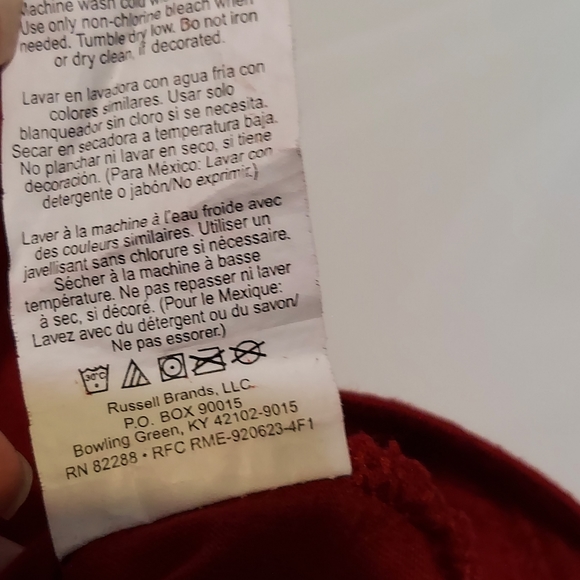 Machine wash cold
Use only non-chlorine bleach when
needed. Tumble dry low. Do not iron
or dry clean, if decorated.
Lavar en lavadora con agua fría con
colores similares. Usar solo
blanqueador sin cloro si se necesita.
Secar en secadora a temperatura baja.
No planchar ni lavar en seco, si tiene
decoración. (Para México: Lavar con
detergente o jabón/No exprimir.)
Laver à la machine à l'eau froide avec
des couleurs similaires. Utiliser un
javellisant sans chlorure si nécessaire.
Sécher à la machine à basse
température. Ne pas repasser ni laver
à sec, si décoré. (Pour le Mexique:
Lavez avec du détergent ou du savon/
Ne pas essorer.)
30°C
Russell Brands, LLC.
P.O. BOX 90015
Bowling Green, KY 42102-9015
RN 82288 • RFC RME-920623-4F1